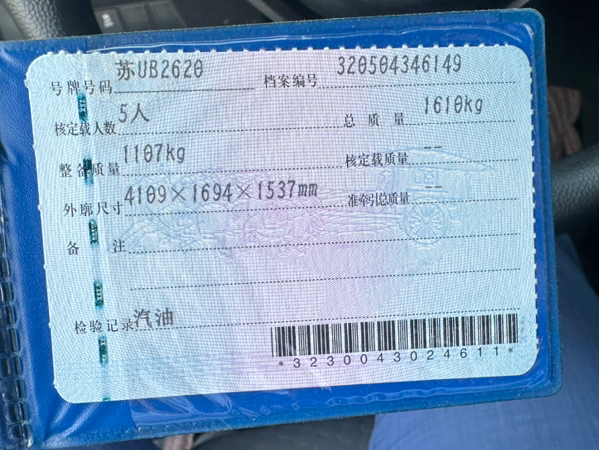 号牌号码 苏UB2620 档案编号 320504346149
核定载人数 5人 总质量 1610kg
整备质量 1107kg 核定载质量 --
外廓尺寸 4109×1694×1537mm 准牵引总质量 --
备注
检验记录 汽油
*3230043024611*